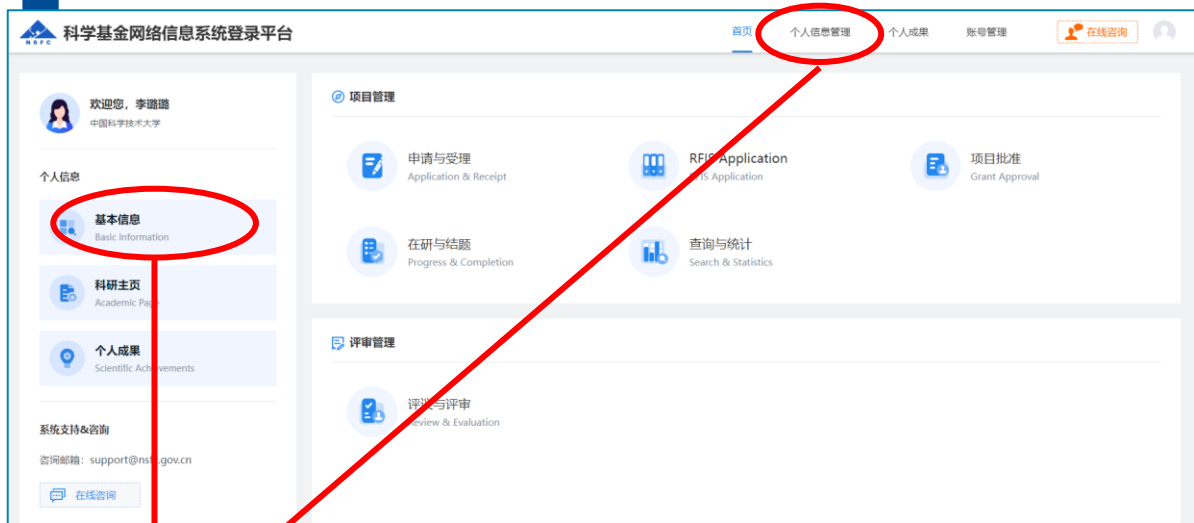 NSFC
科学基金网络信息系统登录平台
首页 个人信息管理 个人成果 账号管理 在线咨询
欢迎您，李璐璐
中国科学技术大学
个人信息
基本信息
Basic Information
科研主页
Academic Page
个人成果
Scientific Achievements
系统支持&咨询
咨询邮箱：support@nsfc.gov.cn
在线咨询
项目管理
申请与受理
Application & Receipt
RFIS Application
RFIS Application
项目批准
Grant Approval
在研与结题
Progress & Completion
查询与统计
Search & Statistics
评审管理
评议与评审
Review & Evaluation